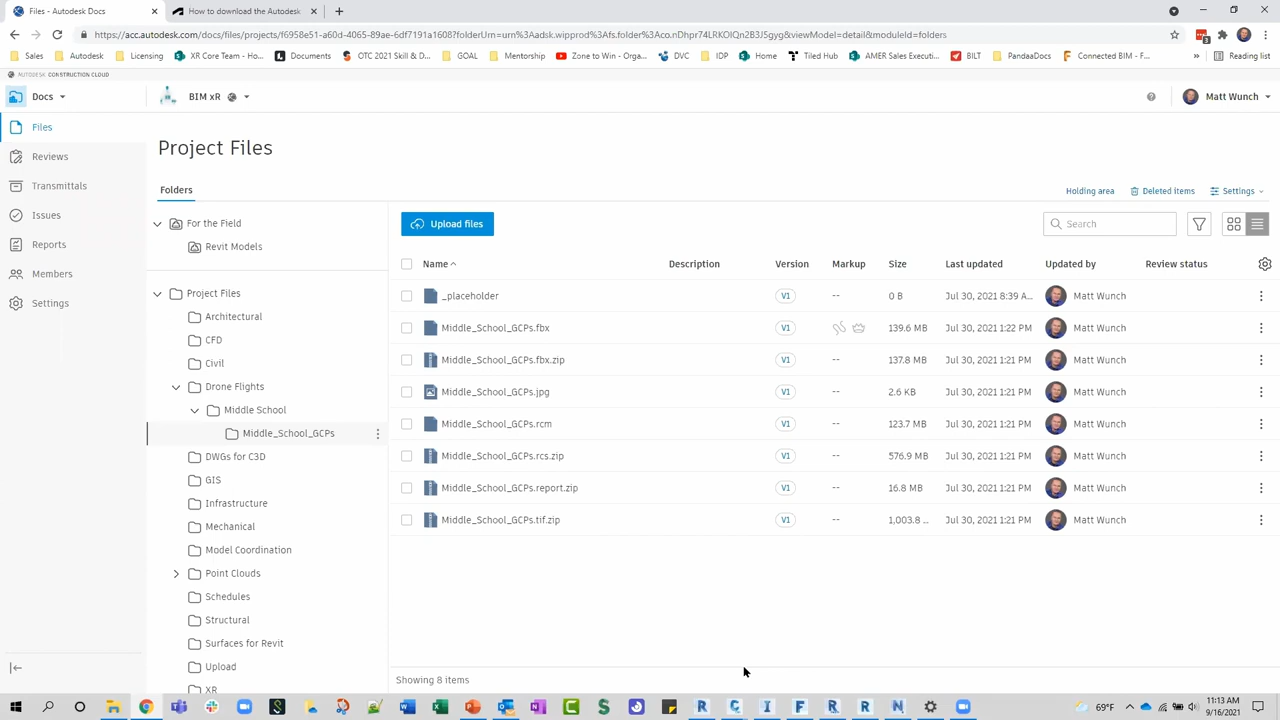 Files - Autodesk Docs
How to download the Autodesk
https://acc.autodesk.com/docs/files/projects/f6958e51-a60d-4065-89ae-6df7191a1608?folderUrn=urn%3Aadsk.wipprod%3Afs.folder%3Aco.nDhpr74LRKOlQn2B3J5gyg&viewModel=detail&moduleId=folders
Sales Autodesk Licensing XR Core Team - Ho... Documents OTC 2021 Skill & D... GOAL Mentorship Zone to Win - Orga... DVC IDP Home Tiled Hub AMER Sales Executi... BILT PandaaDocs Connected BIM - F... » Reading list
AUTODESK CONSTRUCTION CLOUD
Docs BIM xR Matt Wunch
Files
Reviews
Transmittals
Issues
Reports
Members
Settings
Project Files
Folders
Holding area Deleted items Settings
For the Field
Revit Models
Project Files
Architectural
CFD
Civil
Drone Flights
Middle School
Middle_School_GCPs
DWGs for C3D
GIS
Infrastructure
Mechanical
Model Coordination
Point Clouds
Schedules
Structural
Surfaces for Revit
Upload
XR
Upload files Search
Name Description Version Markup Size Last updated Updated by Review status
_placeholder V1 -- 0 B Jul 30, 2021 8:39 A... Matt Wunch
Middle_School_GCPs.fbx V1 139.6 MB Jul 30, 2021 1:22 PM Matt Wunch
Middle_School_GCPs.fbx.zip V1 -- 137.8 MB Jul 30, 2021 1:21 PM Matt Wunch
Middle_School_GCPs.jpg V1 -- 2.6 KB Jul 30, 2021 1:21 PM Matt Wunch
Middle_School_GCPs.rcm V1 -- 123.7 MB Jul 30, 2021 1:21 PM Matt Wunch
Middle_School_GCPs.rcs.zip V1 -- 576.9 MB Jul 30, 2021 1:21 PM Matt Wunch
Middle_School_GCPs.report.zip V1 -- 16.8 MB Jul 30, 2021 1:21 PM Matt Wunch
Middle_School_GCPs.tif.zip V1 -- 1,003.8 ... Jul 30, 2021 1:21 PM Matt Wunch
Showing 8 items
69°F
11:13 AM
9/16/2021